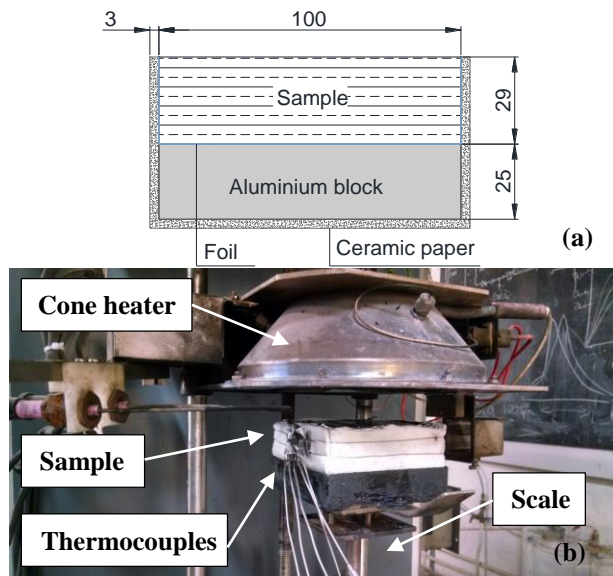 3
100
Sample
29
Aluminium block
25
Foil
Ceramic paper
(a)
Cone heater
Sample
Thermocouples
Scale
(b)